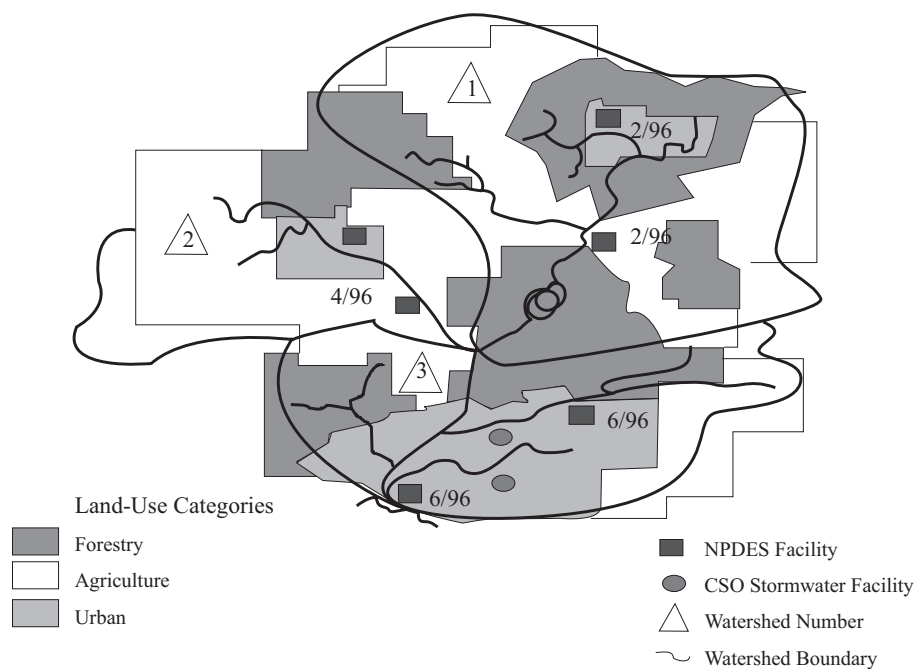 1
2/96
2
2/96
4/96
3
6/96
6/96
Land-Use Categories
Forestry
Agriculture
Urban
NPDES Facility
CSO Stormwater Facility
Watershed Number
Watershed Boundary